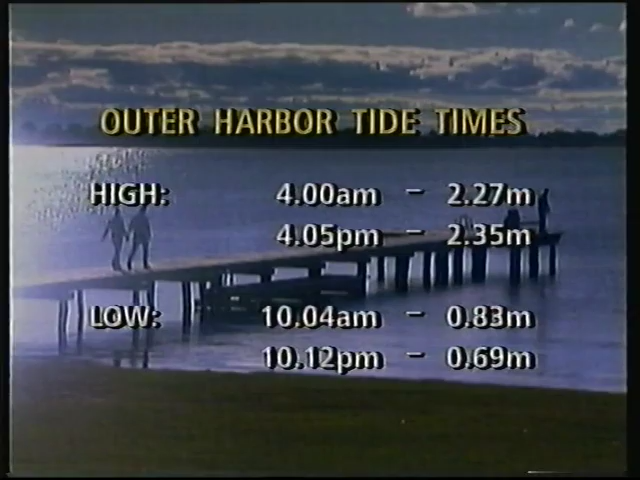 OUTER HARBOR TIDE TIMES
HIGH: 4.00am - 2.27m
4.05pm - 2.35m
LOW: 10.04am - 0.83m
10.12pm - 0.69m